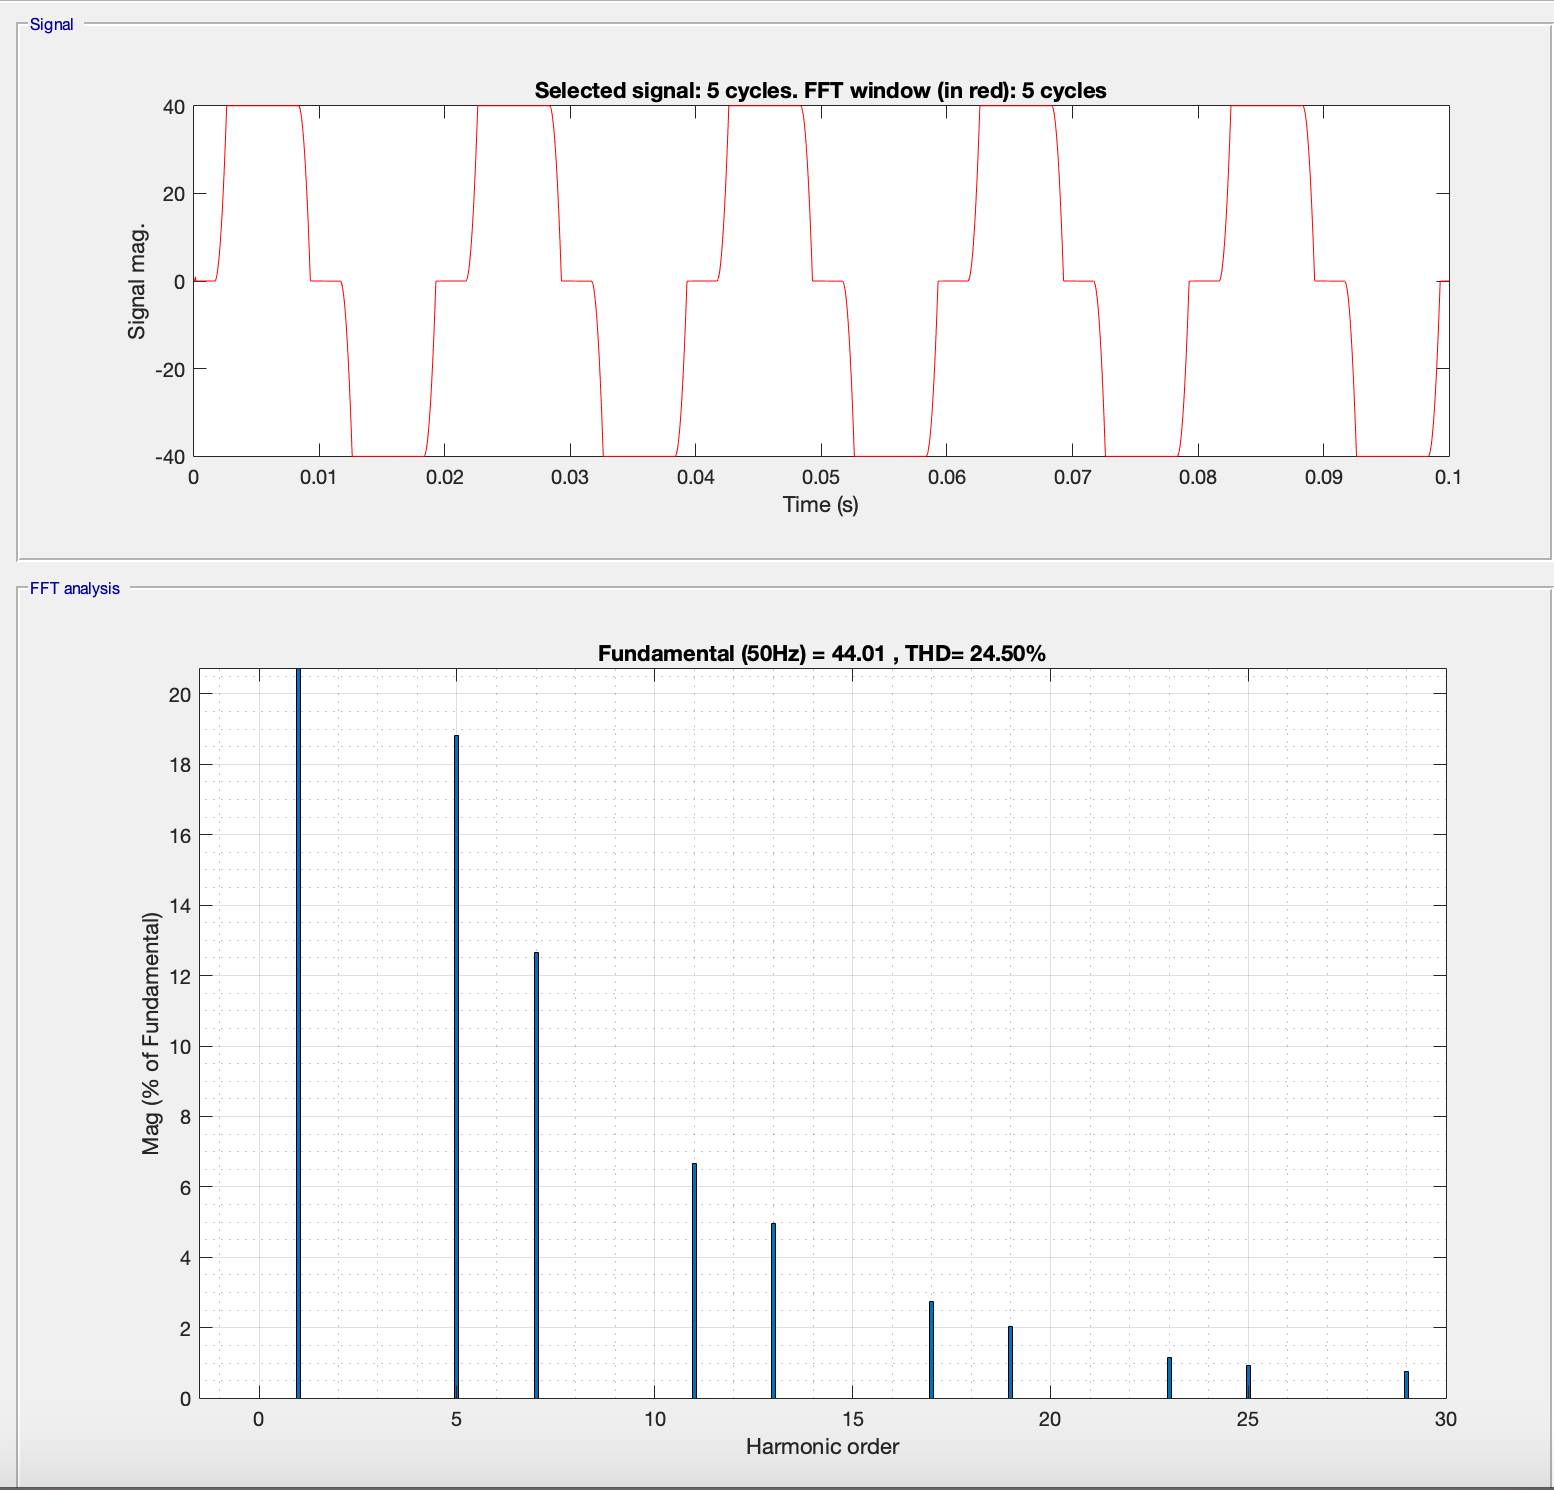 Signal
Selected signal: 5 cycles. FFT window (in red): 5 cycles
40
20
0
-20
-40
Signal mag.
0 0.01 0.02 0.03 0.04 0.05 0.06 0.07 0.08 0.09 0.1
Time (s)
FFT analysis
Fundamental (50Hz) = 44.01 , THD= 24.50%
20
18
16
14
12
10
8
6
4
2
0
Mag (% of Fundamental)
0 5 10 15 20 25 30
Harmonic order